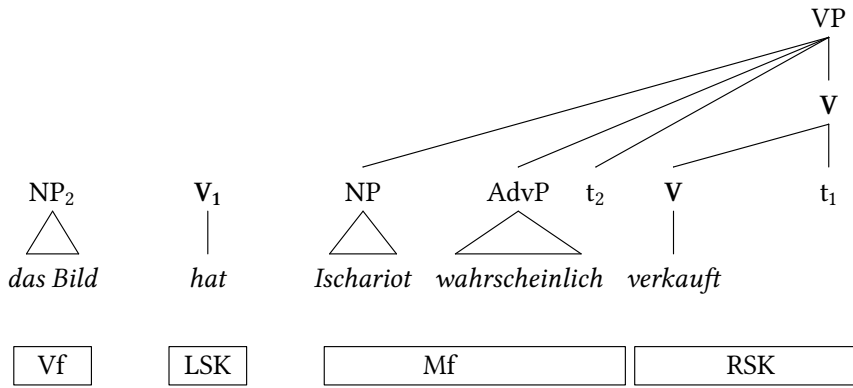 VP
V
NP₂ V₁ NP AdvP t₂ V t₁
das Bild hat Ischariot wahrscheinlich verkauft
Vf LSK Mf RSK